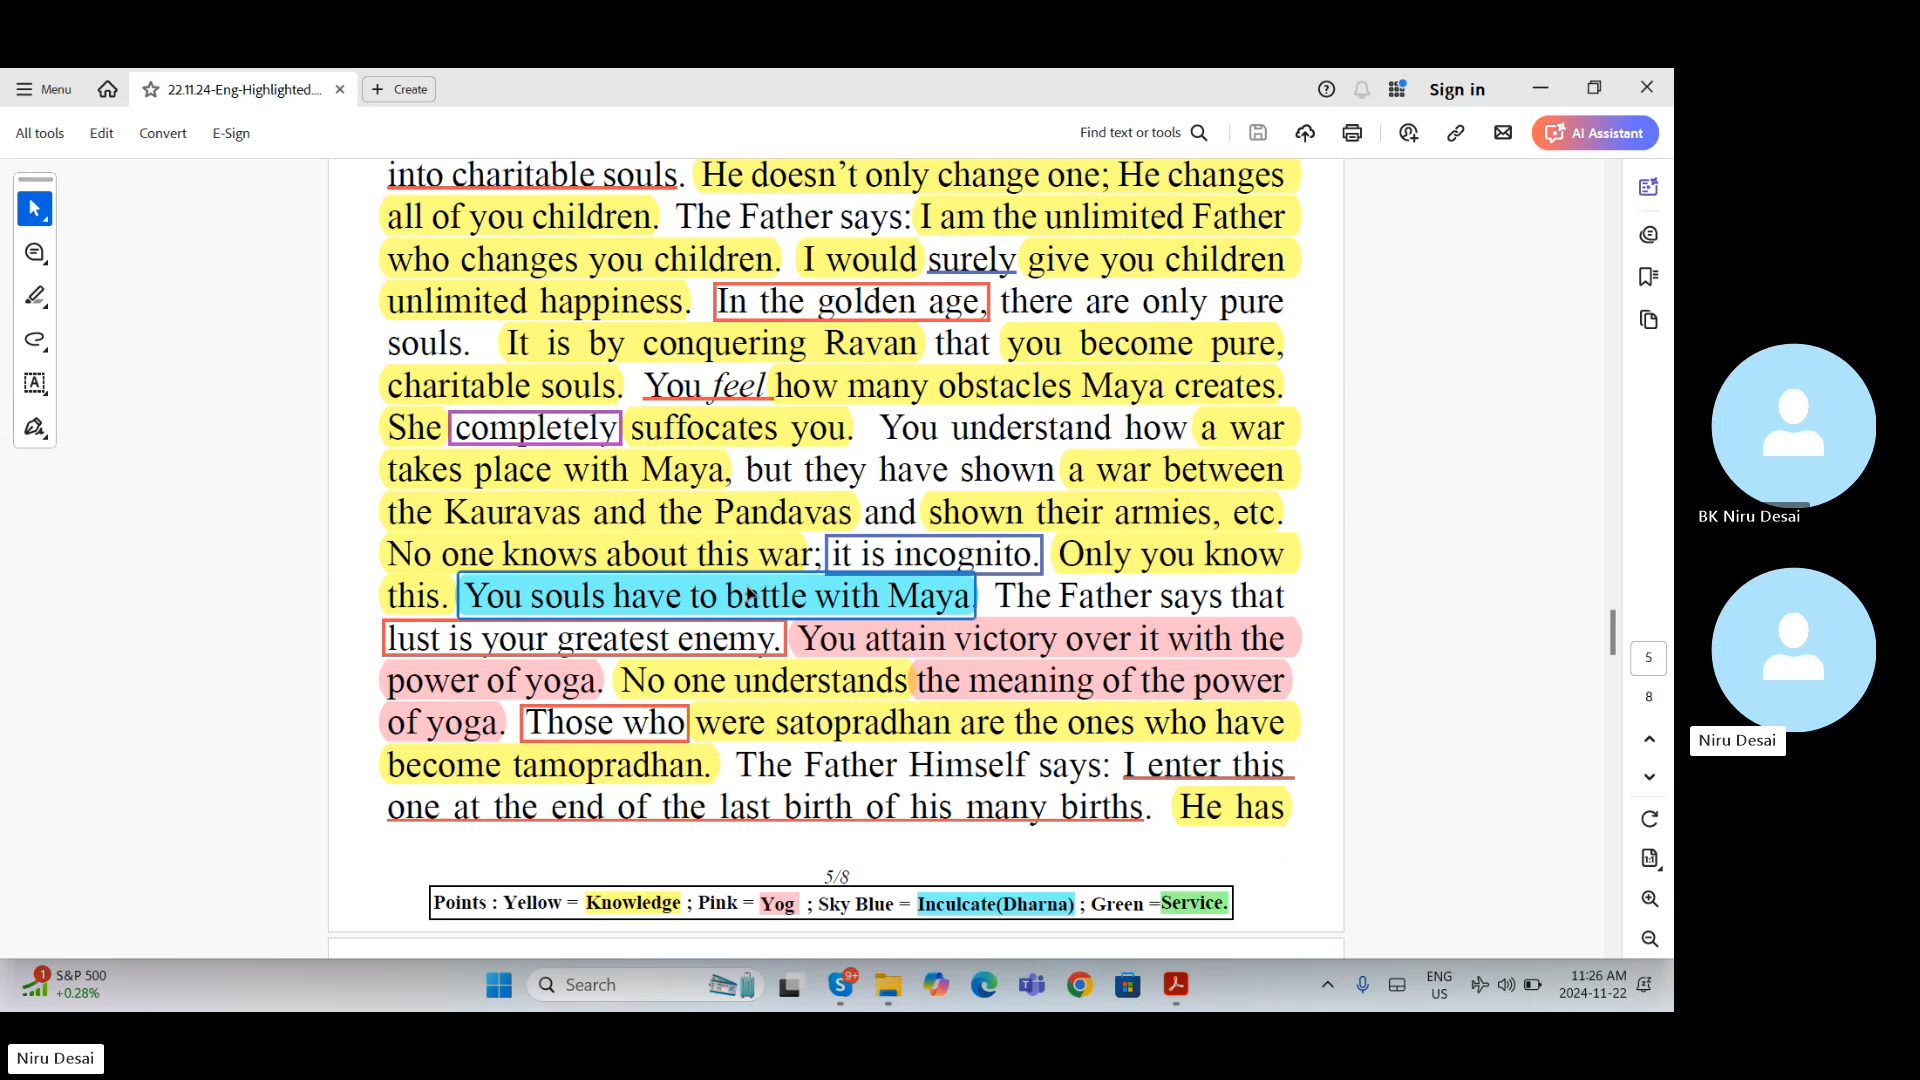 Menu
22.11.24-Eng-Highlighted....
Create
Sign in
All tools
Edit
Convert
E-Sign
Find text or tools
AI Assistant
into charitable souls. He doesn't only change one; He changes
all of you children. The Father says: I am the unlimited Father
who changes you children. I would surely give you children
unlimited happiness. In the golden age, there are only pure
souls. It is by conquering Ravan that you become pure,
charitable souls. You feel how many obstacles Maya creates.
She completely suffocates you. You understand how a war
takes place with Maya, but they have shown a war between
the Kauravas and the Pandavas and shown their armies, etc.
No one knows about this war; it is incognito. Only you know
this. You souls have to battle with Maya. The Father says that
lust is your greatest enemy. You attain victory over it with the
power of yoga. No one understands the meaning of the power
of yoga. Those who were satopradhan are the ones who have
become tamopradhan. The Father Himself says: I enter this
one at the end of the last birth of his many births. He has
5/8
Points : Yellow = Knowledge ; Pink = Yog ; Sky Blue = Inculcate(Dharna) ; Green =Service.
5
8
BK Niru Desai
Niru Desai
1
S&P 500
+0.28%
Search
9+
ENG
US
11:26 AM
2024-11-22
Niru Desai